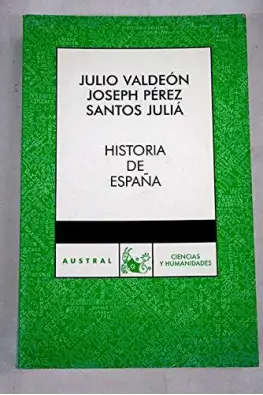 JULIO VALDEÓN
JOSEPH PÉREZ
SANTOS JULIÁ
HISTORIA
DE
ESPAÑA
AUSTRAL
CIENCIAS
Y HUMANIDADES